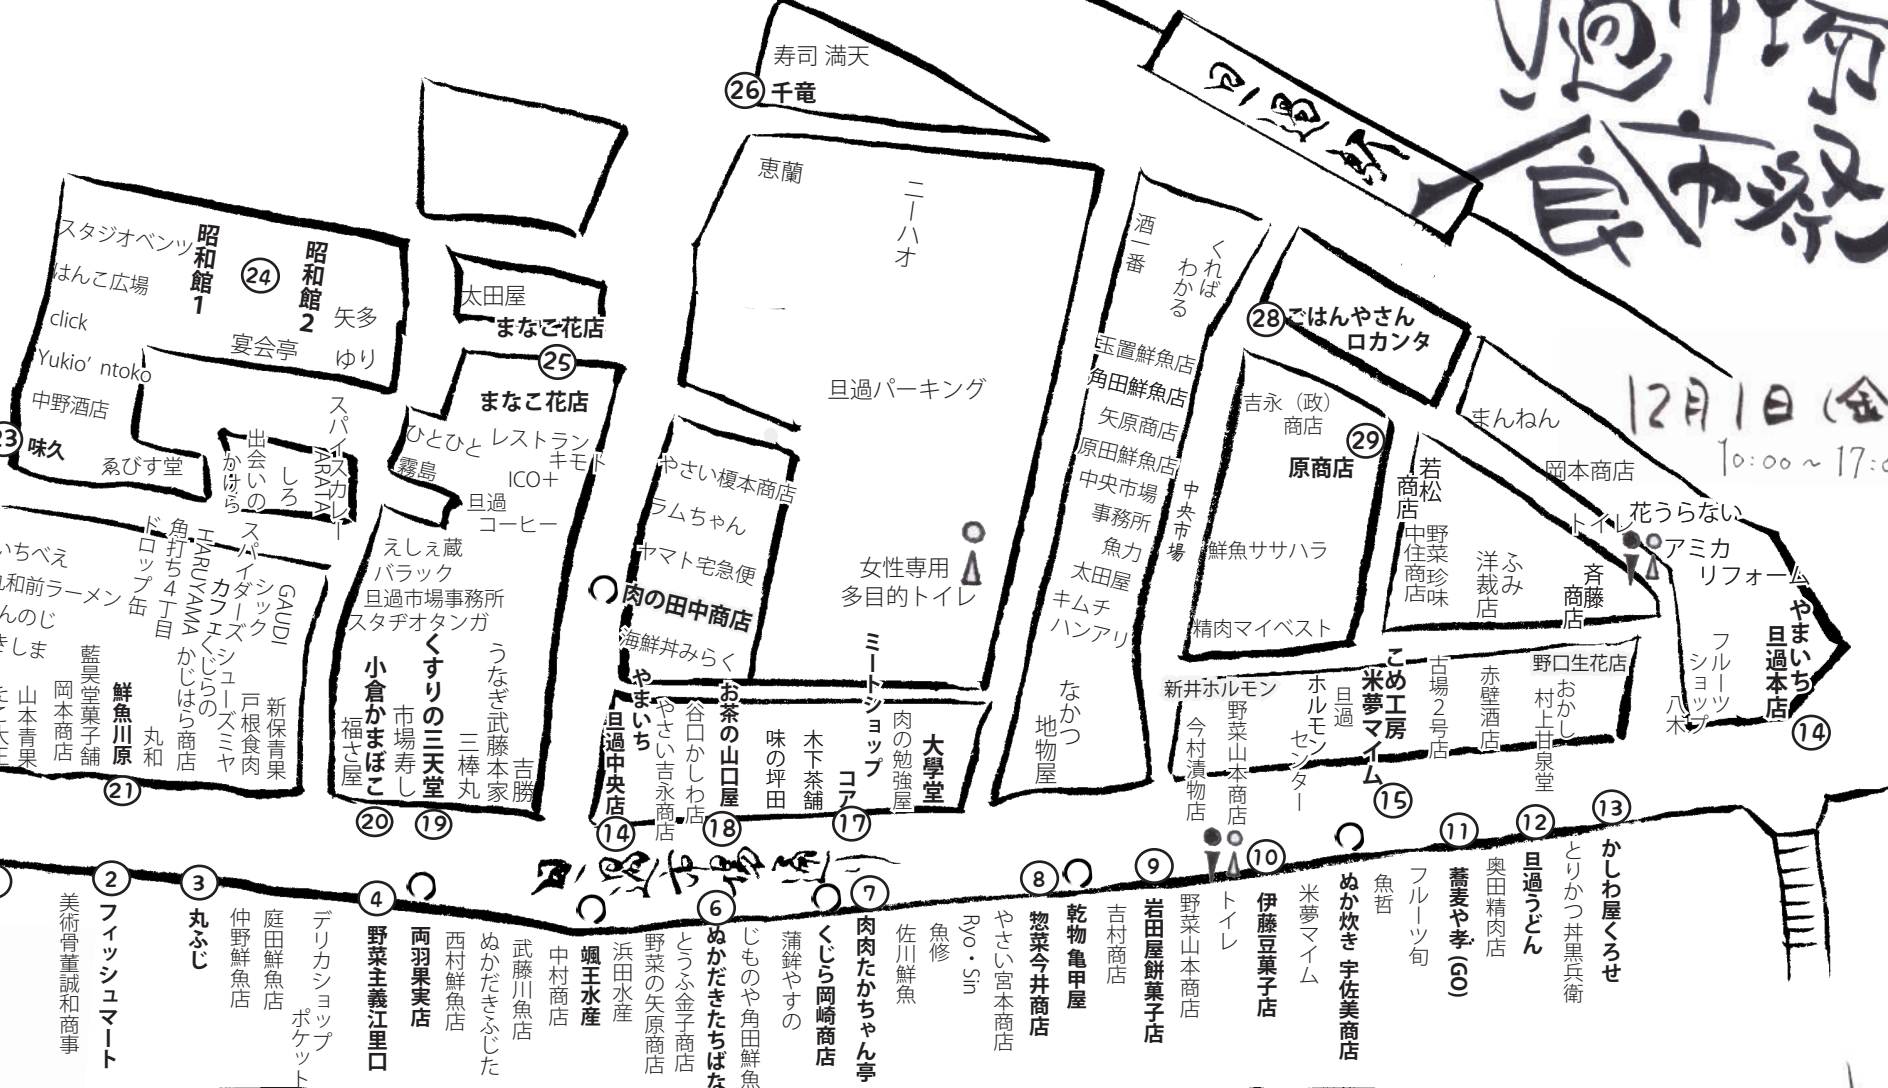 過市場
食市祭
12月1日（金
10:00～17:0
寿司 満天
26 千竜
恵蘭
ニーハオ
旦過パーキング
女性専用
多目的トイレ
スタジオベンツ
はんこ広場
click
Yukio’ntoko
中野酒店
23 味久
ゑびす堂
昭和館1
24
昭和館2
矢多
宴会亭
ゆり
太田屋
まなこ花店
25
まなこ花店
ひとひと
レストラン
キモト
霧島
ICO＋
旦過
コーヒー
えしぇ蔵
バラック
旦過市場事務所
スタヂオタンガ
出会いの
かけら
しろ
スパイスカレー
ARATA
いちべえ
丸和前ラーメン
んのじ
きしま
ドロップ缶
角打ち４丁目
HARUYAMA
カフェくじらの
スパイダーズ
シック
GAUDI
シューズミヤ
かじはら商店
戸根食肉
新保青果
山本青果
岡本商店
藍昊堂菓子舗
鮮魚川原
21
丸和
福さ屋
小倉かまぼこ
20
市場寿し
くすりの三天堂
19
三棒丸
うなぎ武藤本家
吉勝
やさい榎本商店
ラムちゃん
ヤマト宅急便
肉の田中商店
海鮮丼みらく
やまいち
旦過中央店
14
やさい吉永商店
谷口かしわ店
お茶の山口屋
18
味の坪田
木下茶舗
ミートショップ
コア
17
肉の勉強屋
大學堂
酒一番
くれば
わかる
玉置鮮魚店
角田鮮魚店
矢原商店
原田鮮魚店
中央市場
事務所
魚力
太田屋
キムチ
ハンアリ
中央市場
なかつ
地物屋
28 ごはんやさん
ロカンタ
吉永（政）
商店
29
原商店
鮮魚ササハラ
精肉マイベスト
まんねん
岡本商店
トイレ
花うらない
アミカ
リフォーム
若松
商店
野菜珍味
中住商店
ふみ
洋裁店
斉藤
商店
フルーツ
ショップ
八木
やまいち
旦過本店
14
新井ホルモン
今村漬物店
野菜山本商店
旦過
ホルモン
センター
こめ工房
米夢マイム
15
古場２号店
赤壁酒店
野口生花店
おかし
村上甘泉堂
美術骨董誠和商事
2 フィッシュマート
3 丸ふじ
仲野鮮魚店
庭田鮮魚店
デリカショップ
ポケット
4 野菜主義江里口
両羽果実店
西村鮮魚店
ぬかだきふじた
武藤川魚店
中村商店
颯王水産
浜田水産
野菜の矢原商店
とうふ金子商店
6 ぬかだきたちばな
じものや角田鮮魚
蒲鉾やすの
くじら岡崎商店
7 肉肉たかちゃん亭
佐川鮮魚
魚修
Ryo・Sin
やさい宮本商店
8 惣菜今井商店
乾物 亀甲屋
吉村商店
9 岩田屋餅菓子店
野菜山本商店
トイレ
10 伊藤豆菓子店
米夢マイム
ぬか炊き 宇佐美商店
魚哲
フルーツ旬
11 蕎麦や孝(GO)
奥田精肉店
12 旦過うどん
とりかつ丼黒兵衛
13 かしわ屋くろせ